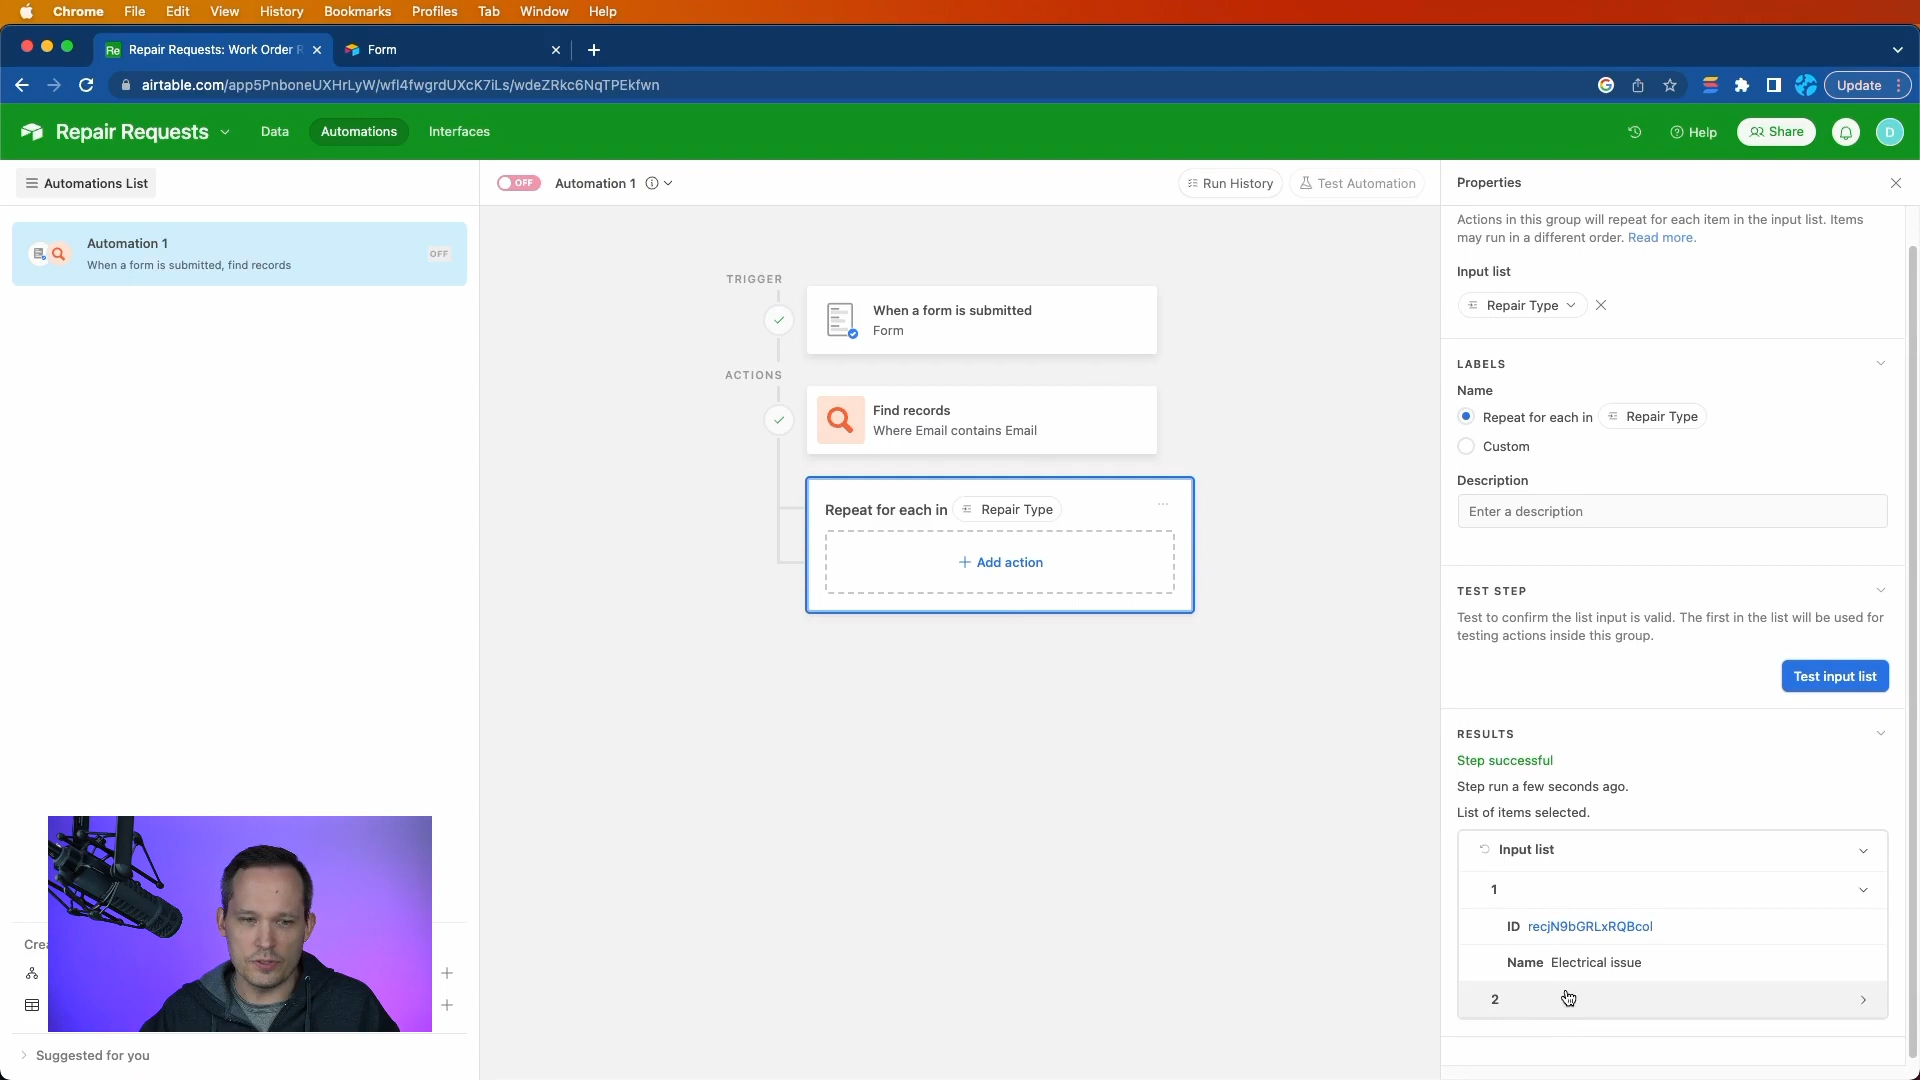 Chrome File Edit View History Bookmarks Profiles Tab Window Help
Re Repair Requests: Work Order R
Form
airtable.com/app5PnboneUXHrLyW/wfl4fwgrdUXcK7iLs/wdeZRkc6NqTPEkfwn
G
Update
Repair Requests
Data
Automations
Interfaces
Help
Share
D
Automations List
OFF
Automation 1
Run History
Test Automation
Properties
Automation 1
When a form is submitted, find records
OFF
TRIGGER
When a form is submitted
Form
ACTIONS
Find records
Where Email contains Email
Repeat for each in Repair Type
+ Add action
Actions in this group will repeat for each item in the input list. Items
may run in a different order. Read more.
Input list
Repair Type
LABELS
Name
Repeat for each in Repair Type
Custom
Description
Enter a description
TEST STEP
Test to confirm the list input is valid. The first in the list will be used for
testing actions inside this group.
Test input list
RESULTS
Step successful
Step run a few seconds ago.
List of items selected.
Input list
1
ID recjN9bGRLxRQBcol
Name Electrical issue
2
Crea
Suggested for you